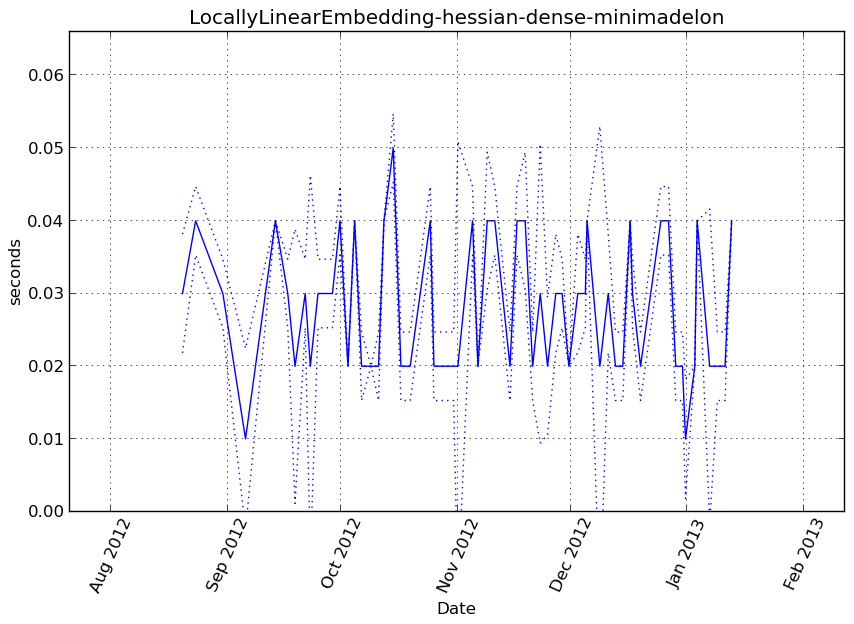 LocallyLinearEmbedding-hessian-dense-minimadelon
0.06
0.05
0.04
0.03
0.02
0.01
0.00
seconds
Aug 2012
Sep 2012
Oct 2012
Nov 2012
Dec 2012
Jan 2013
Feb 2013
Date